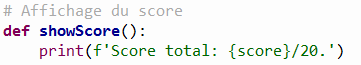 # Affichage du score
def showScore():
    print(f'Score total: {score}/20.')